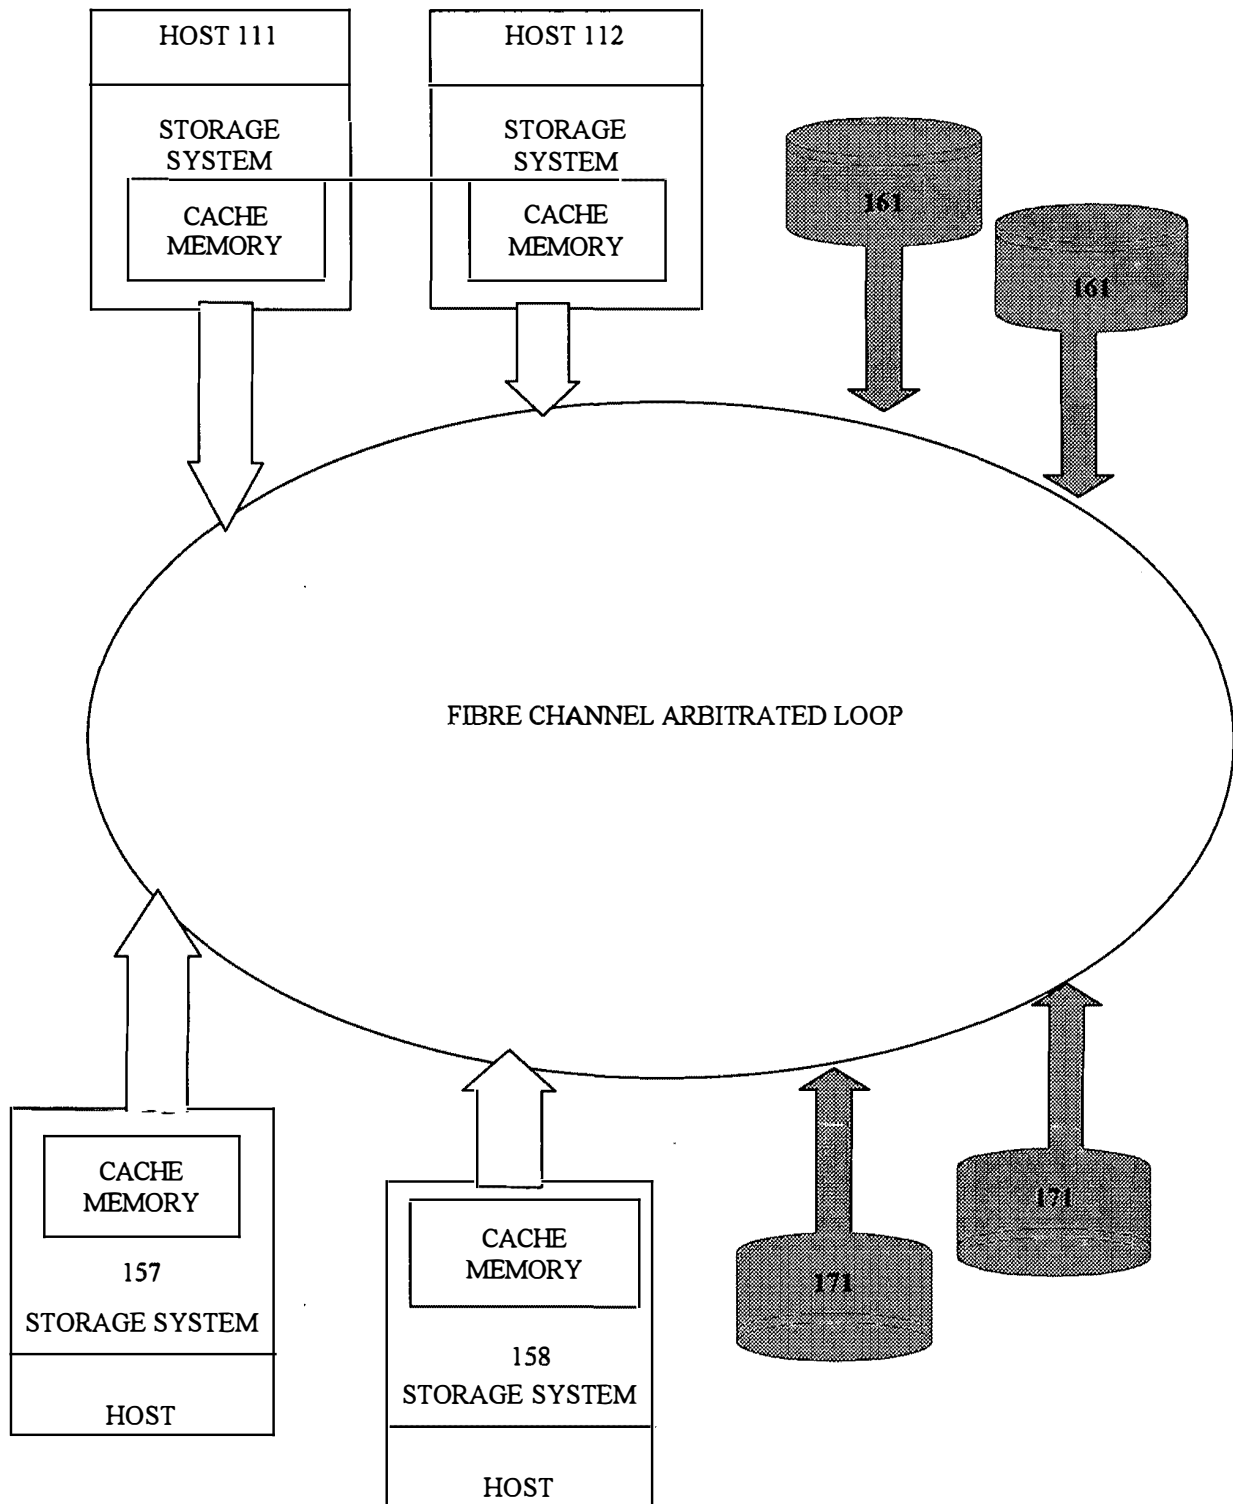 HOST 111
HOST 112
STORAGE
SYSTEM
STORAGE
SYSTEM
CACHE
MEMORY
CACHE
MEMORY
161
161
FIBRE CHANNEL ARBITRATED LOOP
CACHE
MEMORY
157
STORAGE SYSTEM
HOST
CACHE
MEMORY
158
STORAGE SYSTEM
HOST
171
171